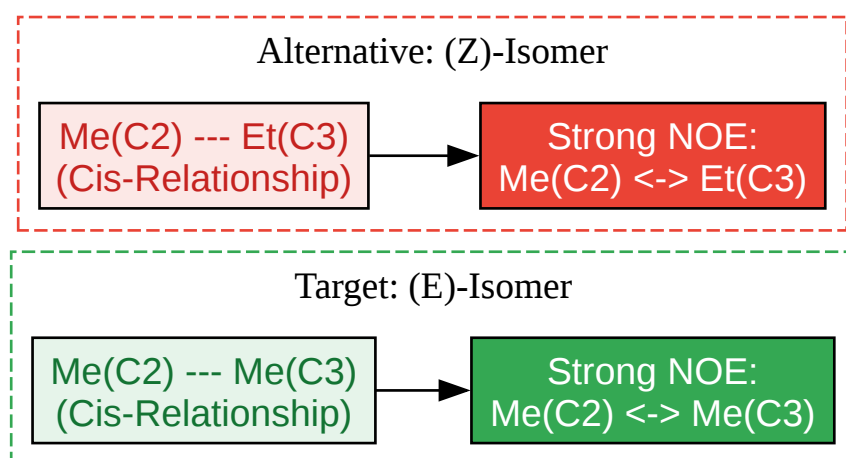 Alternative: (Z)-Isomer
Me(C2) --- Et(C3)
(Cis-Relationship)
Strong NOE:
Me(C2) <-> Et(C3)
Target: (E)-Isomer
Me(C2) --- Me(C3)
(Cis-Relationship)
Strong NOE:
Me(C2) <-> Me(C3)